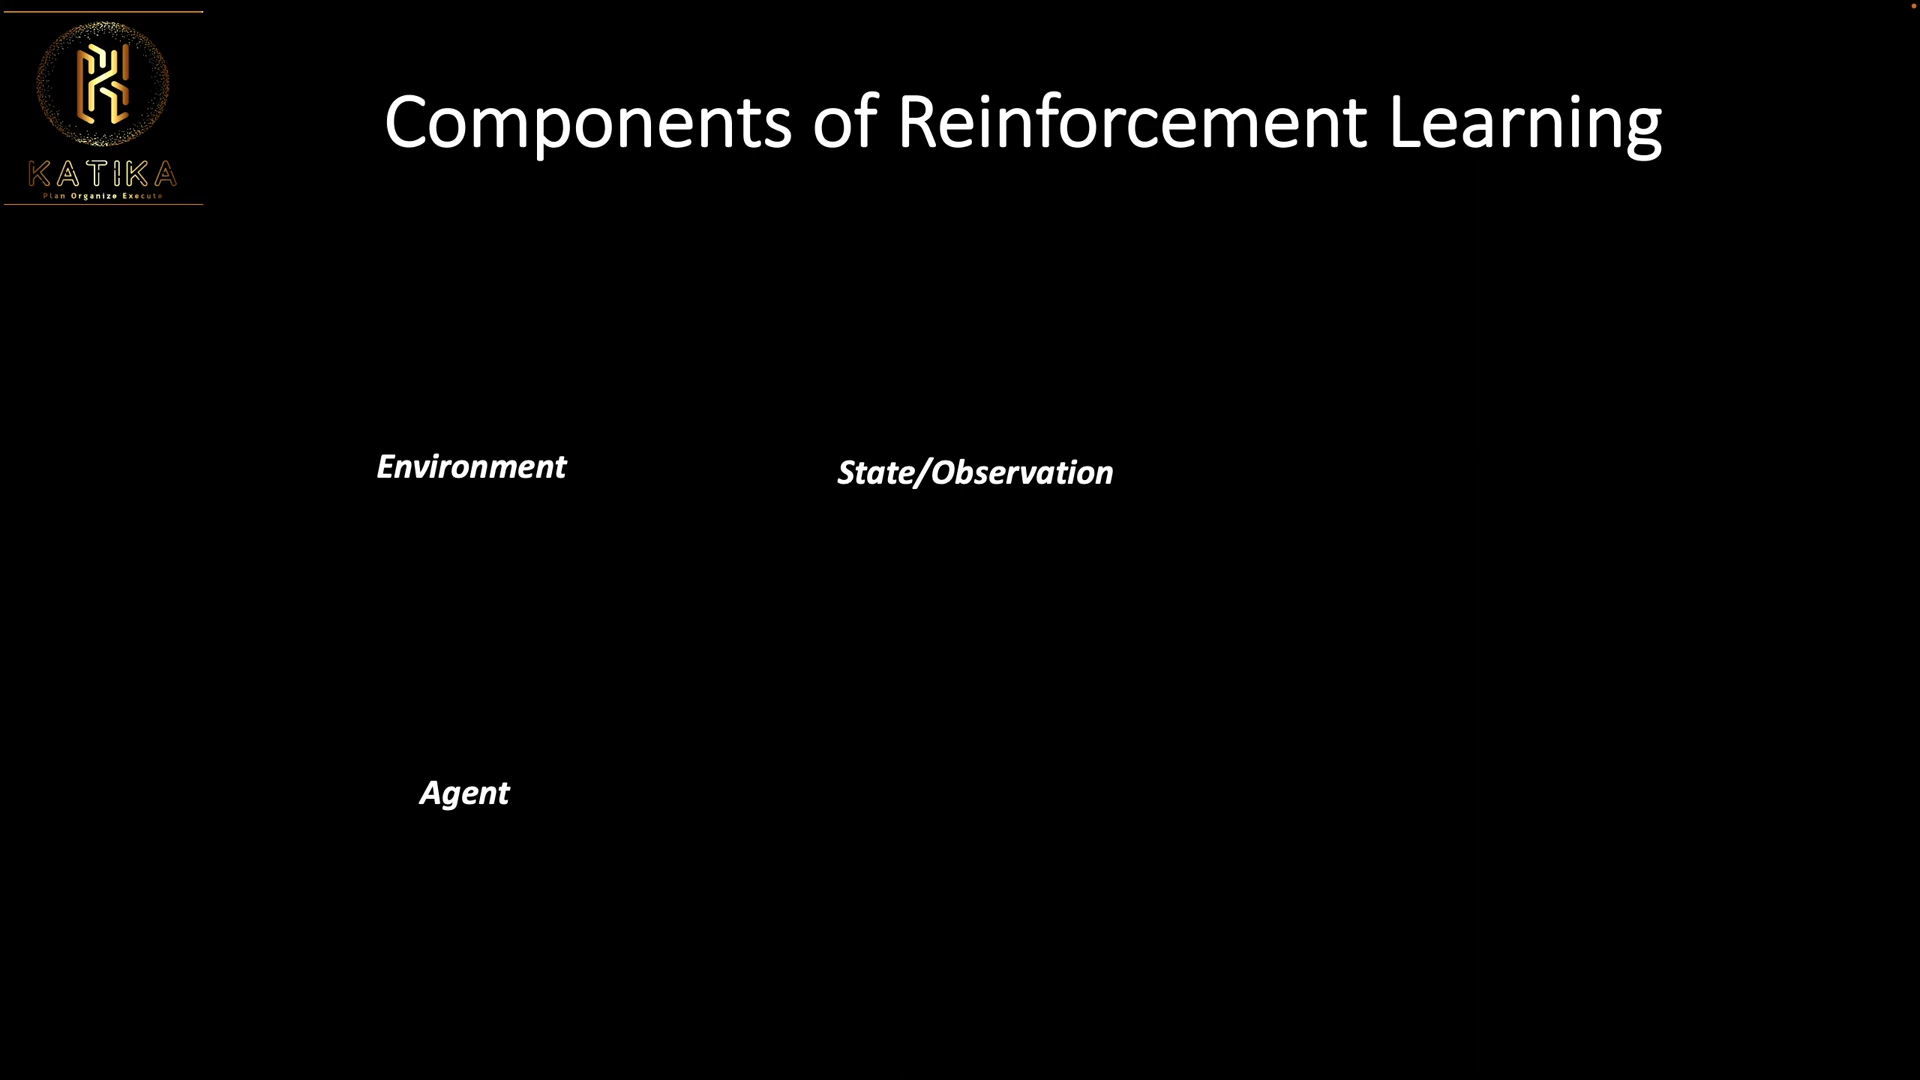 KATIKA
Plan Organize Execute
Components of Reinforcement Learning
Environment
State/Observation
Agent